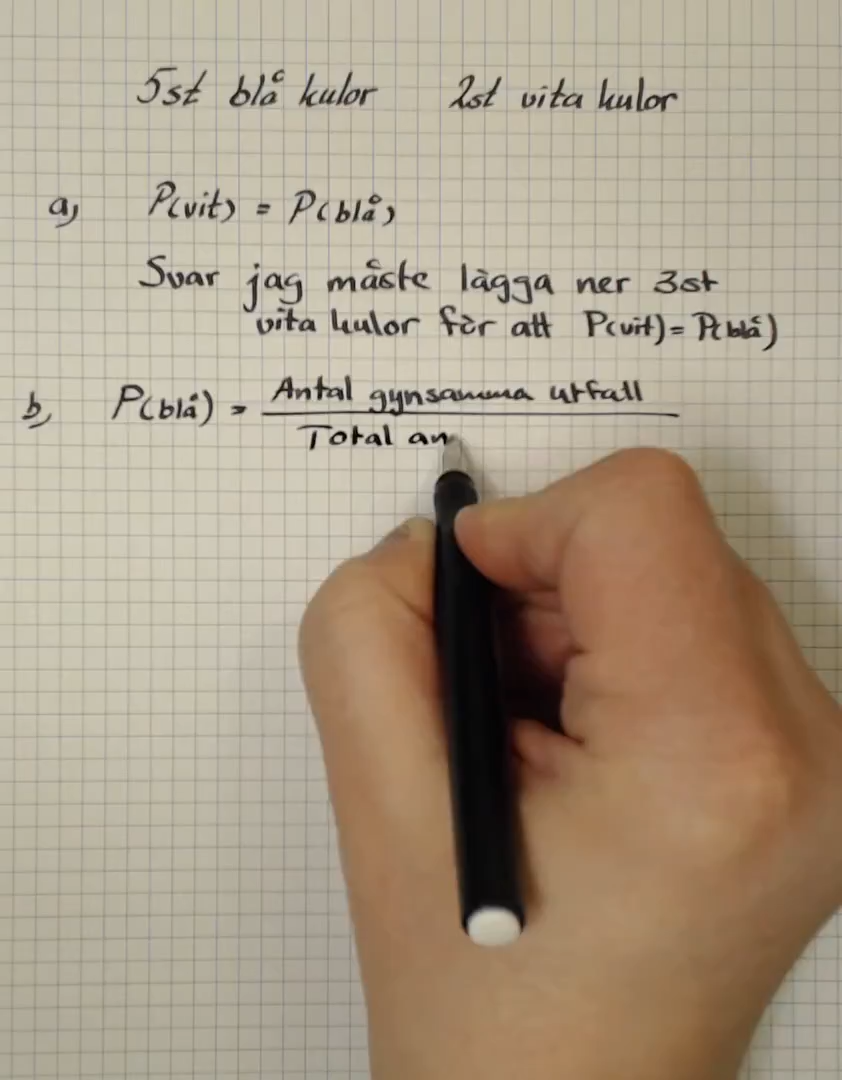 5st blå kulor 2st vita kulor
a) P(vit) = P(blå)
Svar jag måste lägga ner 3st
vita kulor för att P(vit) = P(blå)
b) P(blå) = Antal gynsamma utfall
Total an